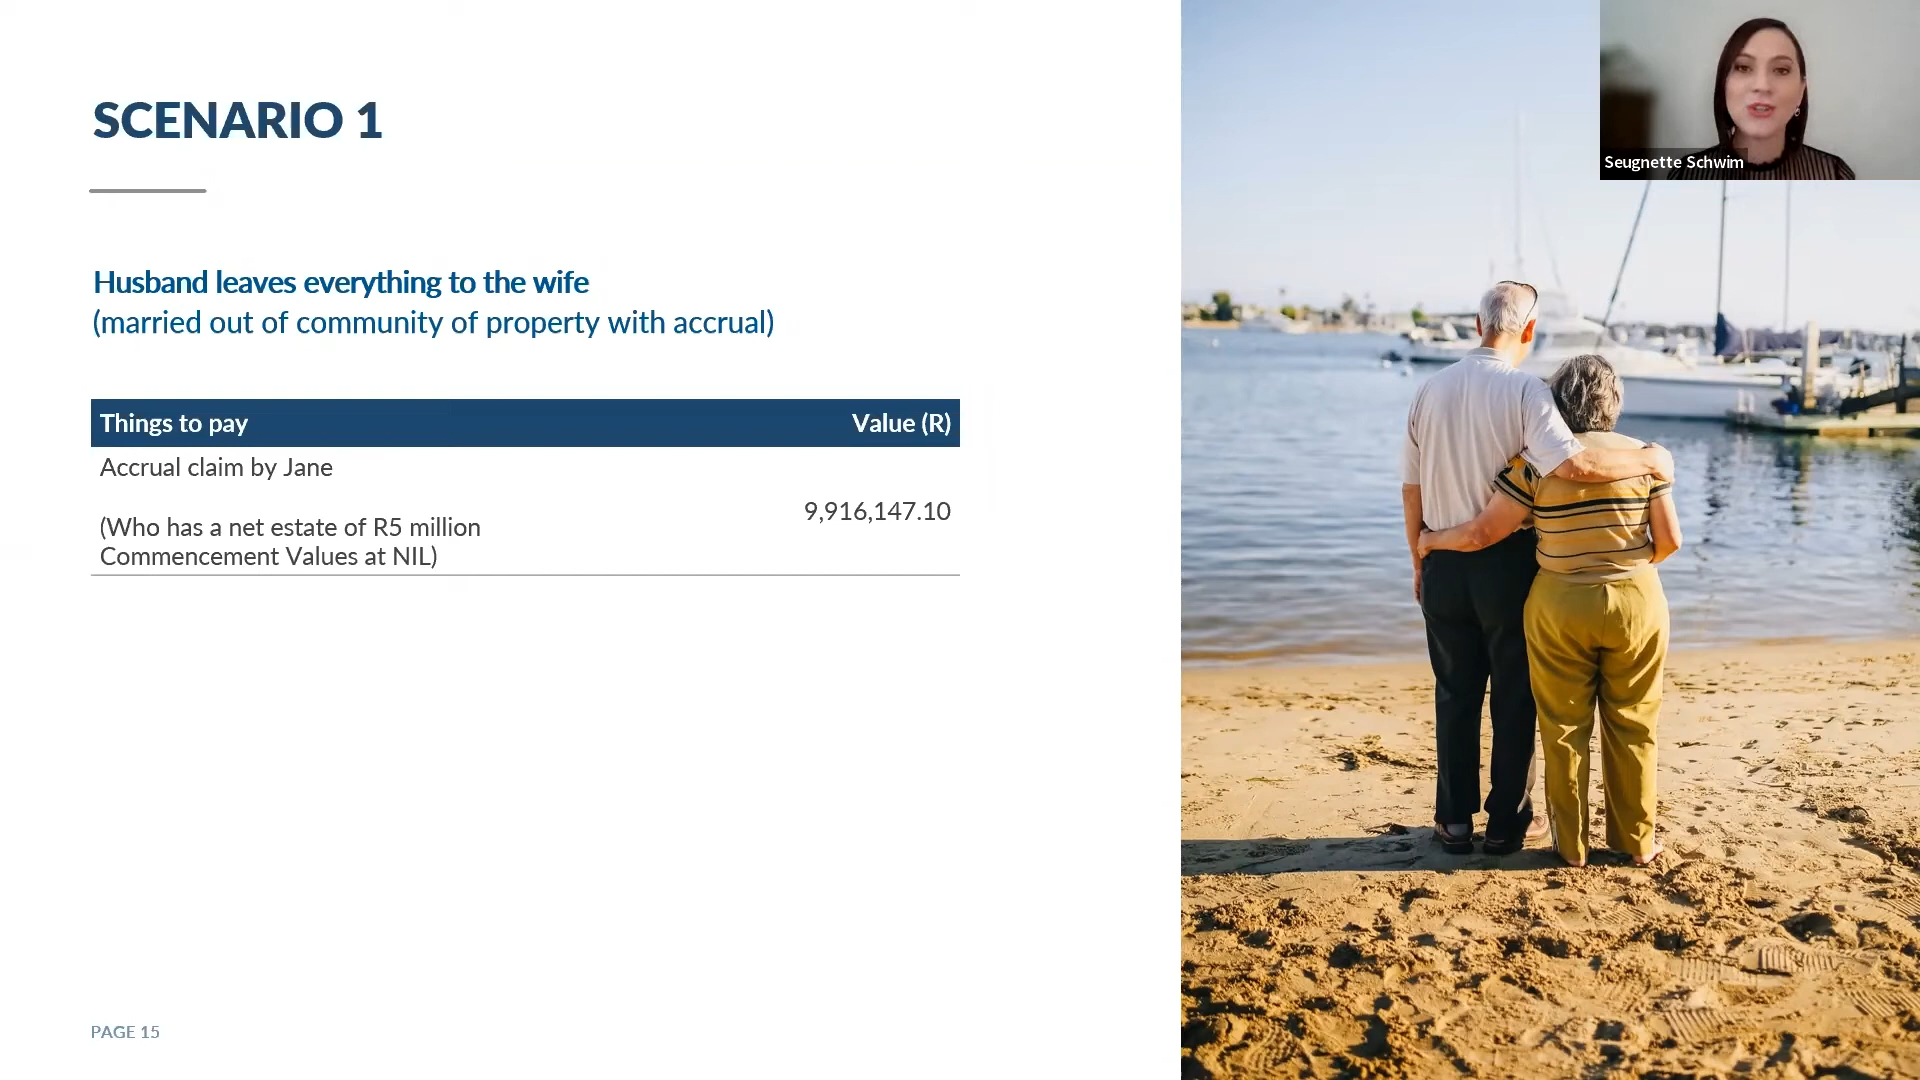 SCENARIO 1
Husband leaves everything to the wife
(married out of community of property with accrual)
Things to pay Value (R)
Accrual claim by Jane
9,916,147.10
(Who has a net estate of R5 million
Commencement Values at NIL)
PAGE 15
Seugnette Schwim